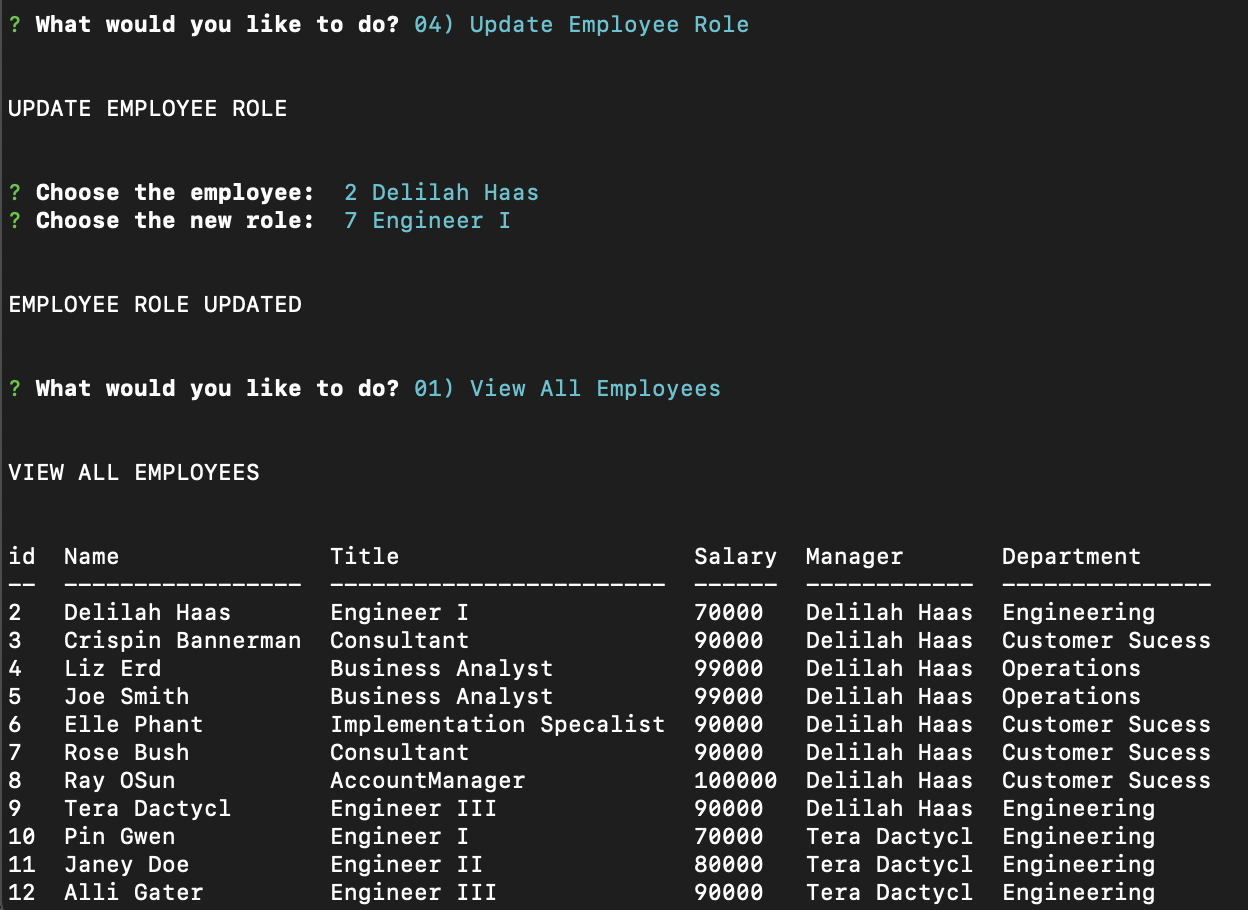 ? What would you like to do? 04) Update Employee Role
UPDATE EMPLOYEE ROLE
? Choose the employee:  2 Delilah Haas
? Choose the new role:  7 Engineer I
EMPLOYEE ROLE UPDATED
? What would you like to do? 01) View All Employees
VIEW ALL EMPLOYEES
id  Name               Title                      Salary  Manager       Department
--  -----------------  ------------------------  ------  ------------  ---------------
2   Delilah Haas       Engineer I                 70000   Delilah Haas  Engineering
3   Crispin Bannerman  Consultant                 90000   Delilah Haas  Customer Sucess
4   Liz Erd            Business Analyst           99000   Delilah Haas  Operations
5   Joe Smith          Business Analyst           99000   Delilah Haas  Operations
6   Elle Phant         Implementation Specalist   90000   Delilah Haas  Customer Sucess
7   Rose Bush          Consultant                 90000   Delilah Haas  Customer Sucess
8   Ray OSun           AccountManager             100000  Delilah Haas  Customer Sucess
9   Tera Dactycl       Engineer III               90000   Delilah Haas  Engineering
10  Pin Gwen           Engineer I                 70000   Tera Dactycl  Engineering
11  Janey Doe          Engineer II                80000   Tera Dactycl  Engineering
12  Alli Gater         Engineer III               90000   Tera Dactycl  Engineering